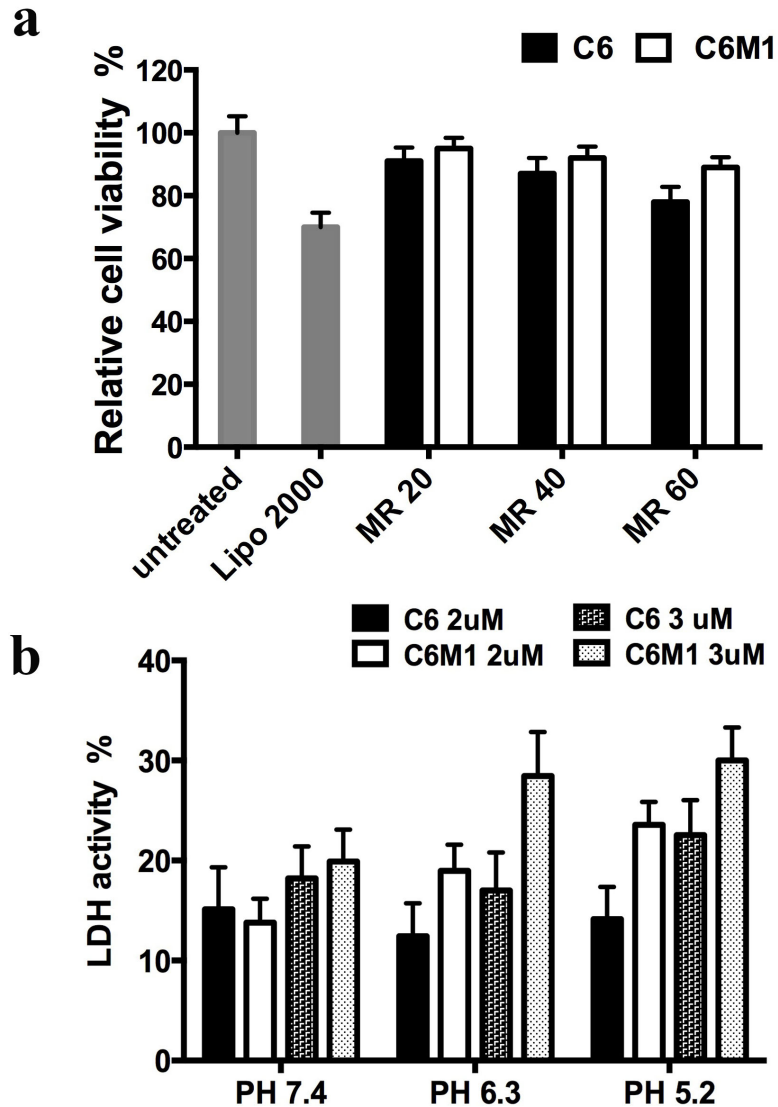 a
C6 C6M1
Relative cell viability %
120
100
80
60
40
20
0
untreated Lipo 2000 MR 20 MR 40 MR 60
b
C6 2uM C6 3 uM
C6M1 2uM C6M1 3uM
LDH activity %
40
30
20
10
0
PH 7.4 PH 6.3 PH 5.2